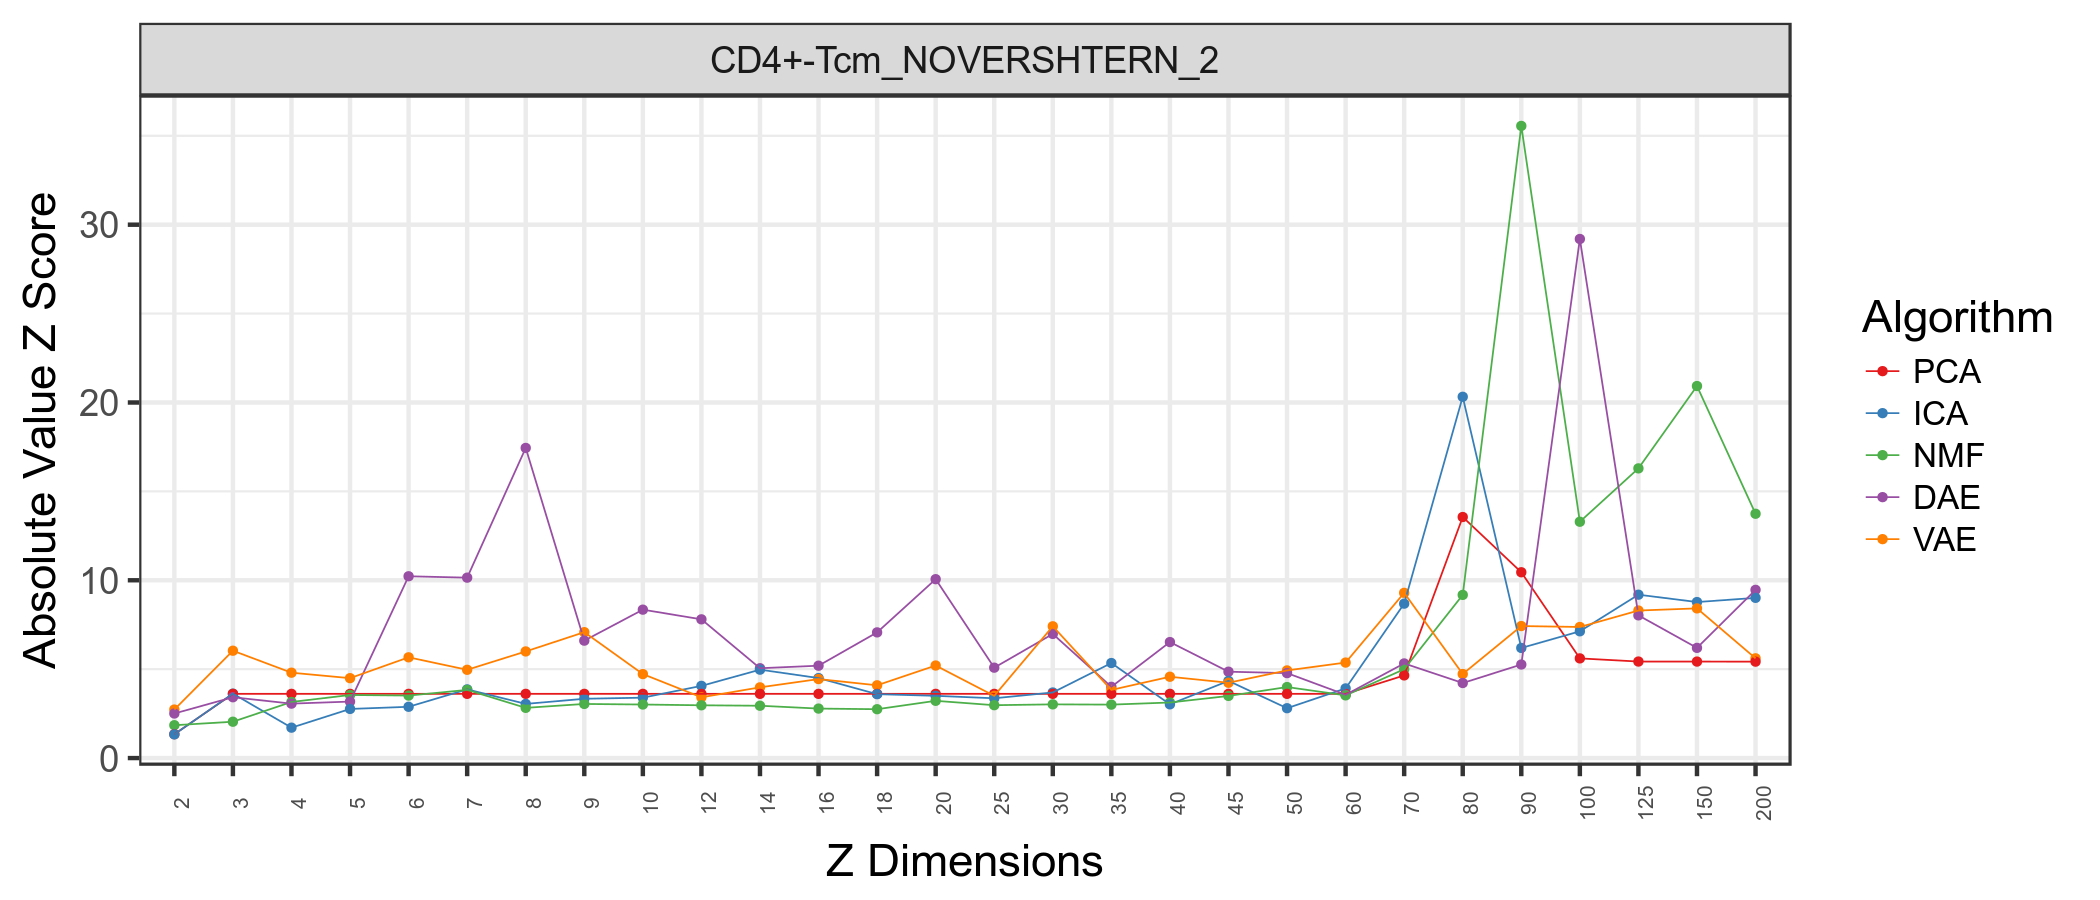 CD4+-Tcm_NOVERSHTERN_2
Absolute Value Z Score
30
20
10
0
2 3 4 5 6 7 8 9 10 12 14 16 18 20 25 30 35 40 45 50 60 70 80 90 100 125 150 200
Z Dimensions
Algorithm
PCA
ICA
NMF
DAE
VAE